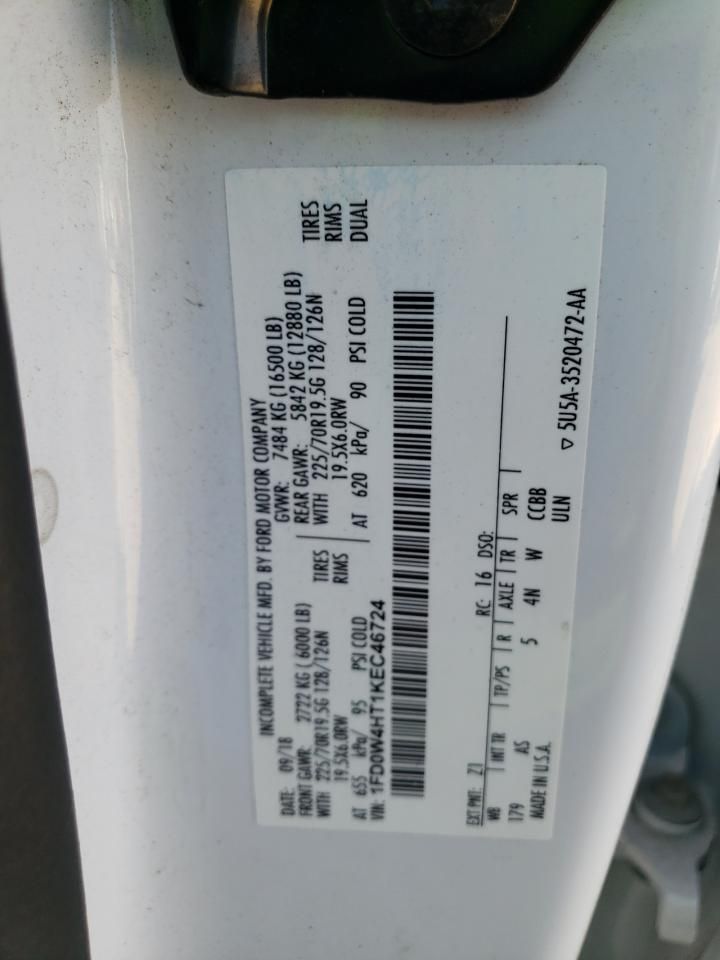 INCOMPLETE VEHICLE MFD. BY FORD MOTOR COMPANY
DATE: 09/18 GVWR: 7484 KG (16500 LB)
FRONT GAWR: 2722 KG ( 6000 LB) REAR GAWR: 5842 KG (12880 LB)
WITH 225/70R19.5G 128/126N TIRES WITH 225/70R19.5G 128/126N TIRES
19.5X6.0RW RIMS 19.5X6.0RW RIMS
AT 655 kPa/ 95 PSI COLD AT 620 kPa/ 90 PSI COLD DUAL
VIN: 1FD0W4HT1KEC46724
EXT PNT: Z1 RC: 16 DSO:
WB INT TR TP/PS R AXLE TR SPR
179 AS 5 4N W CCBB
MADE IN U.S.A. ULN
▽ 5U5A-3520472-AA